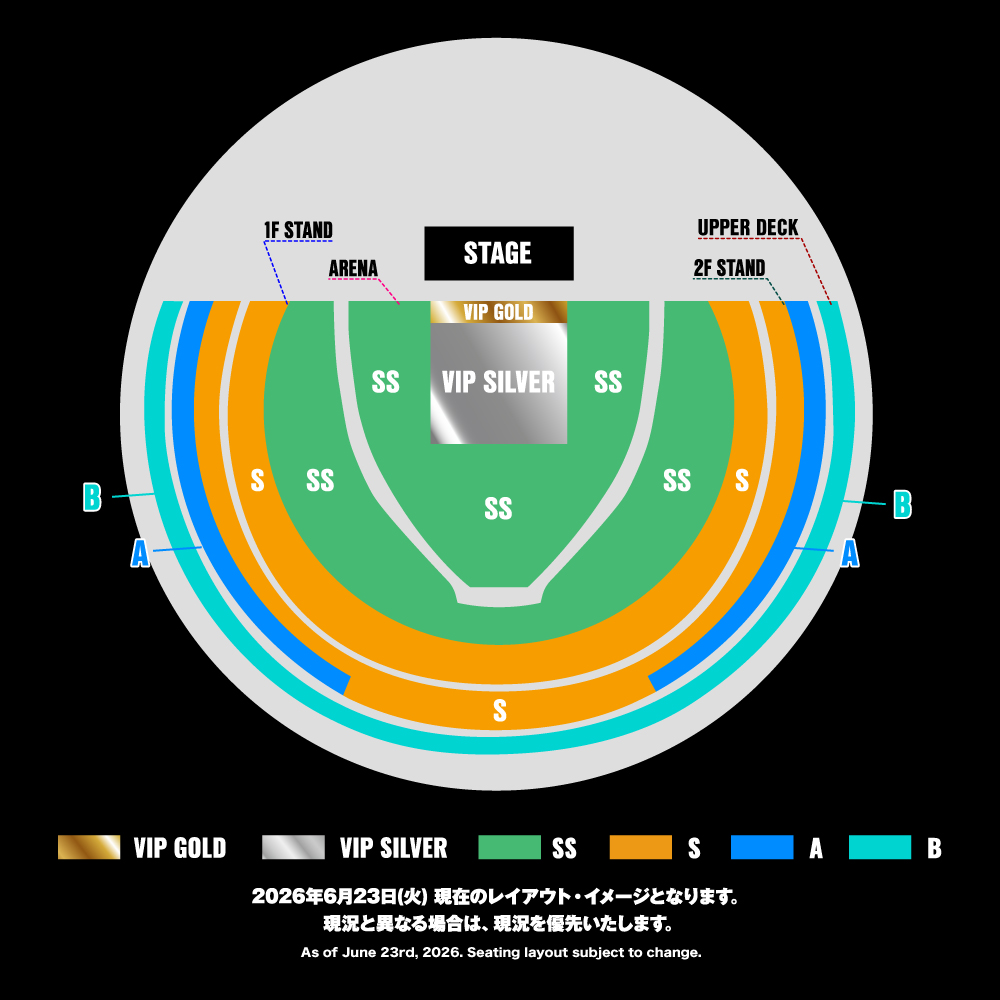 1F STAND
UPPER DECK
ARENA
STAGE
2F STAND
VIP GOLD
SS
VIP SILVER
SS
S
SS
SS
S
B
SS
B
A
A
S
VIP GOLD
VIP SILVER
SS
S
A
B
2026年6月23日(火) 現在のレイアウト・イメージとなります。
現況と異なる場合は、現況を優先いたします。
As of June 23rd, 2026. Seating layout subject to change.